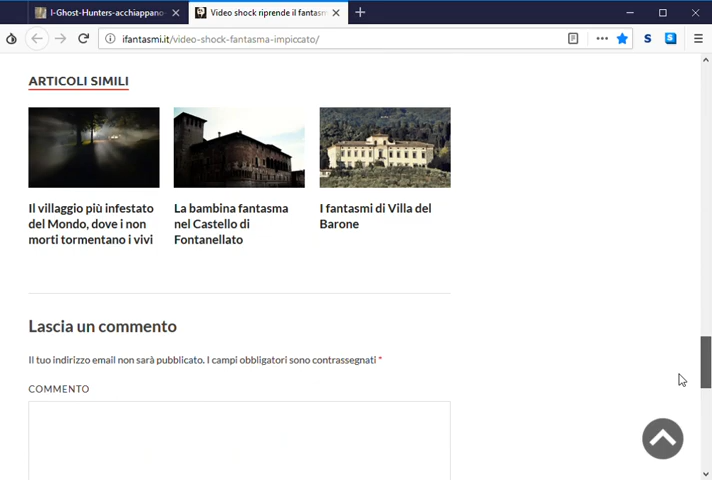 I-Ghost-Hunters-acchiappano-
Video shock riprende il fantasm
ifantasmi.it/video-shock-fantasma-impiccato/
S
S
ARTICOLI SIMILI
Il villaggio più infestato
del Mondo, dove i non
morti tormentano i vivi
La bambina fantasma
nel Castello di
Fontanellato
I fantasmi di Villa del
Barone
Lascia un commento
Il tuo indirizzo email non sarà pubblicato. I campi obbligatori sono contrassegnati *
COMMENTO